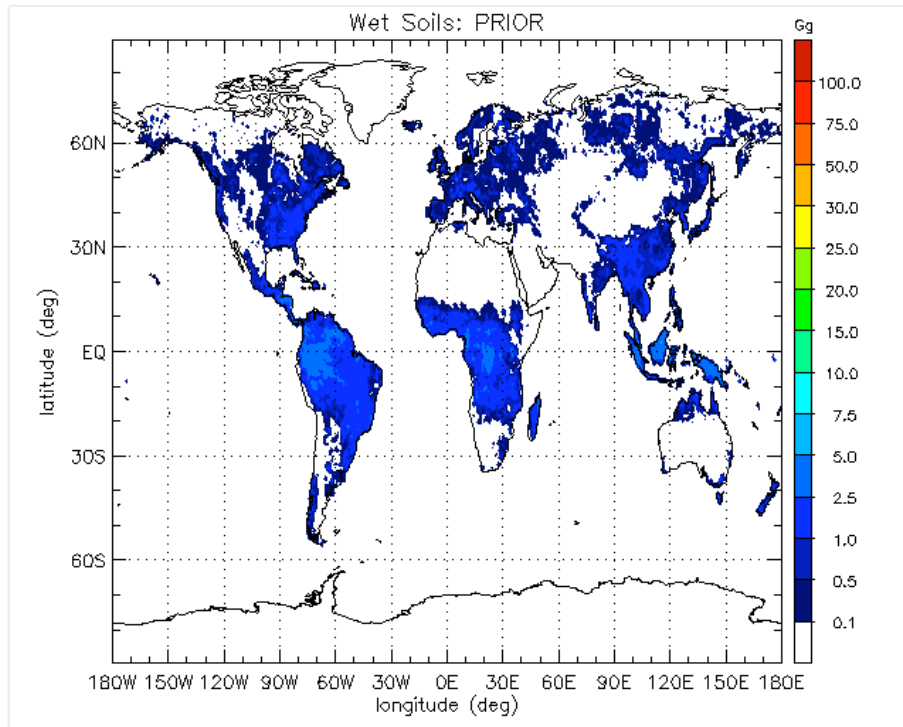 Wet Soils: PRIOR
Gg
100.0
75.0
50.0
30.0
25.0
20.0
15.0
10.0
7.5
5.0
2.5
1.0
0.5
0.1
latitude (deg)
60N
30N
EQ
30S
60S
180W 150W 120W 90W 60W 30W 0E 30E 60E 90E 120E 150E 180E
longitude (deg)